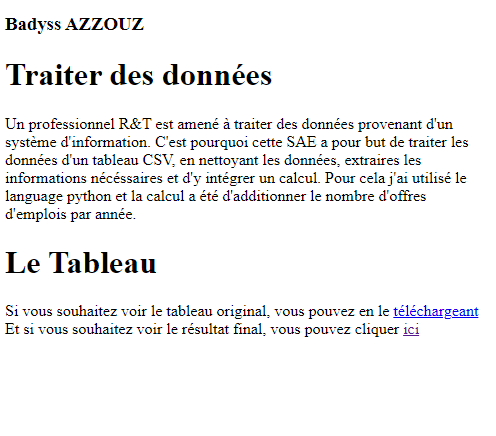 Badyss AZZOUZ
Traiter des données
Un professionnel R&T est amené à traiter des données provenant d'un
système d'information. C'est pourquoi cette SAE a pour but de traiter les
données d'un tableau CSV, en nettoyant les données, extraires les
informations nécéssaires et d'y intégrer un calcul. Pour cela j'ai utilisé le
language python et la calcul a été d'additionner le nombre d'offres
d'emplois par année.
Le Tableau
Si vous souhaitez voir le tableau original, vous pouvez en le téléchargeant
Et si vous souhaitez voir le résultat final, vous pouvez cliquer ici